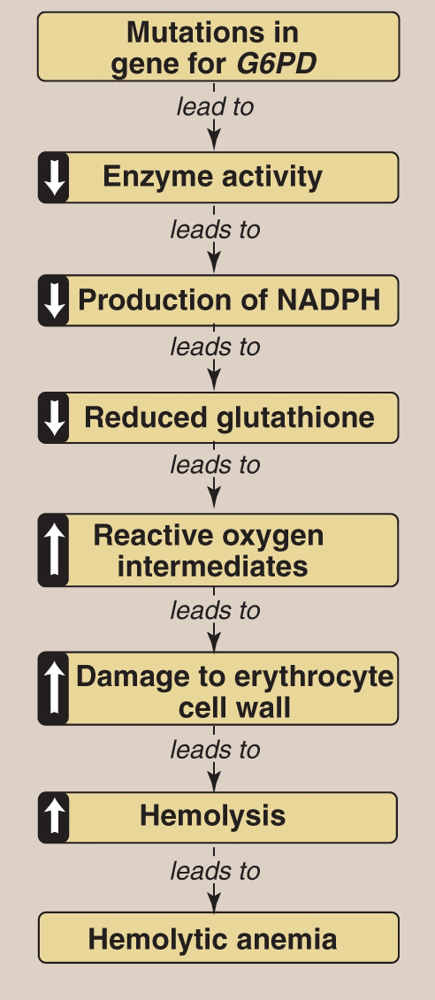 Mutations in
gene for G6PD
lead to
Enzyme activity
leads to
Production of NADPH
leads to
Reduced glutathione
leads to
Reactive oxygen
intermediates
leads to
Damage to erythrocyte
cell wall
leads to
Hemolysis
leads to
Hemolytic anemia